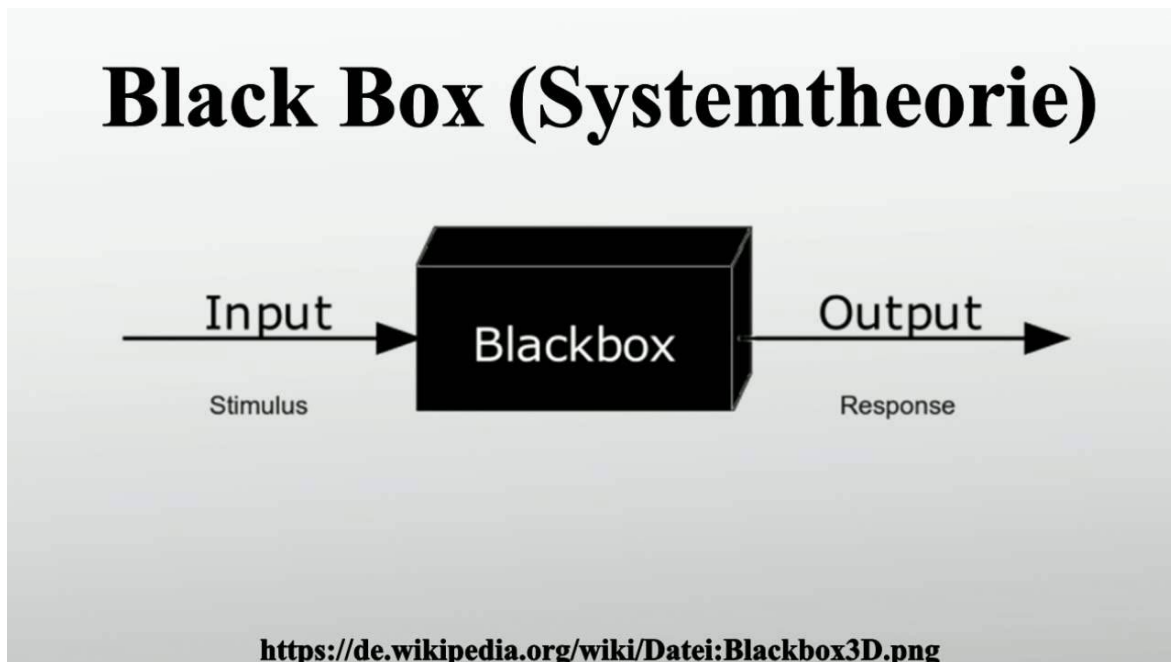 Black Box (Systemtheorie)
Input
Blackbox
Output
Stimulus
Response
https://de.wikipedia.org/wiki/Datei:Blackbox3D.png